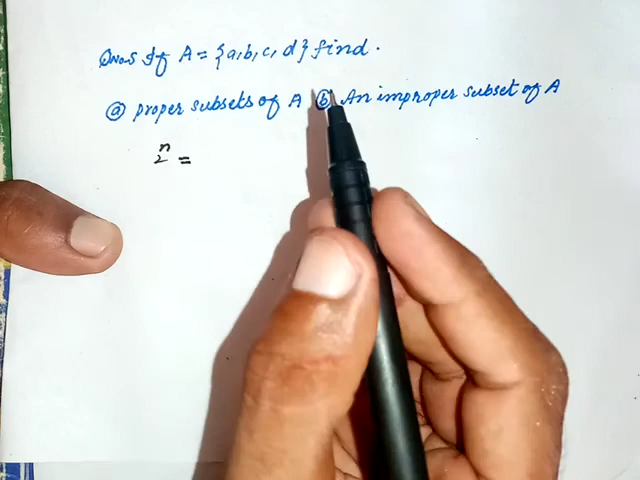 Ques If A = {a, b, c, d} find.
ⓐ proper subsets of A ⓑ An improper subset of A
2ⁿ =